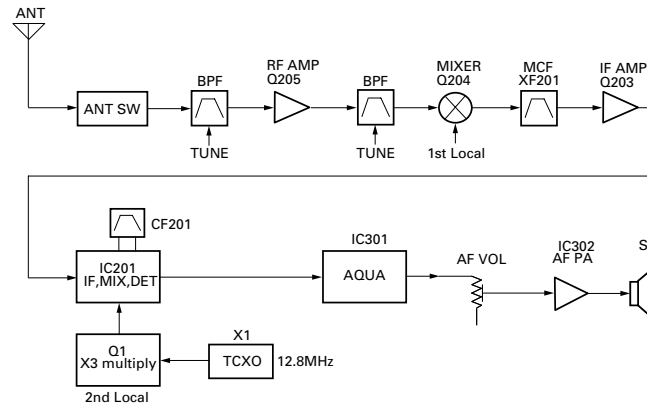 ANT
ANT SW
BPF
TUNE
RF AMP
Q205
BPF
TUNE
MIXER
Q204
1st Local
MCF
XF201
IF AMP
Q203
CF201
IC201
IF,MIX,DET
IC301
AQUA
AF VOL
IC302
AF PA
S
Q1
X3 multiply
2nd Local
X1
TCXO
12.8MHz